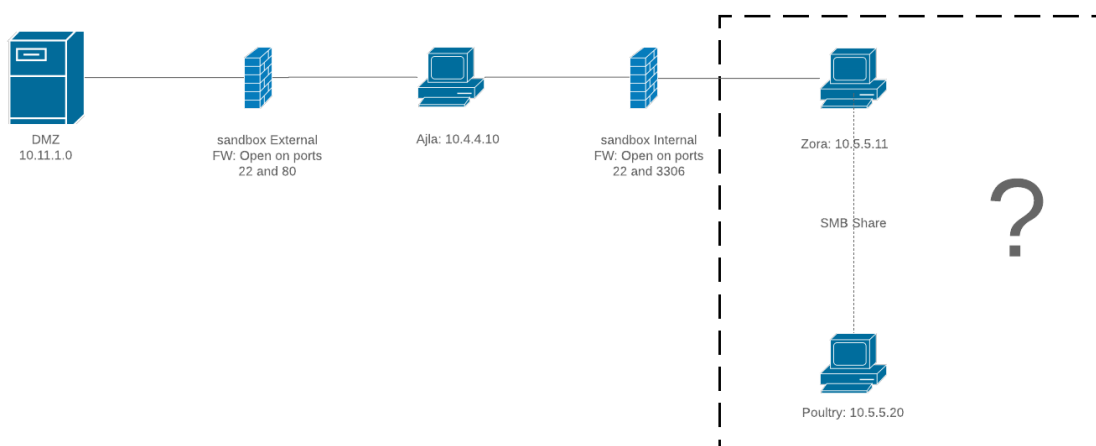 DMZ
10.11.1.0
sandbox External
FW: Open on ports
22 and 80
Ajla: 10.4.4.10
sandbox Internal
FW: Open on ports
22 and 3306
Zora: 10.5.5.11
?
SMB Share
Poultry: 10.5.5.20